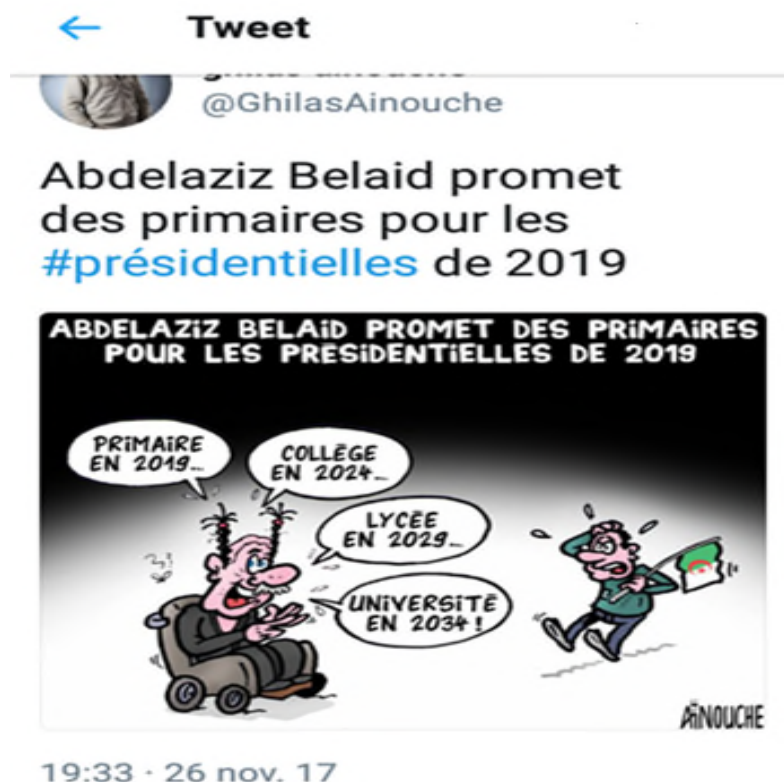 Tweet
@GhilasAinouche
Abdelaziz Belaid promet
des primaires pour les
#présidentielles de 2019
ABDELAZIZ BELAID PROMET DES PRIMAIRES
POUR LES PRÉSIDENTIELLES DE 2019
PRIMAIRE
EN 2019...
COLLÈGE
EN 2024...
LYCÉE
EN 2029...
UNIVERSITÉ
EN 2034 !
AïNOUCHE
19:33 · 26 nov. 17